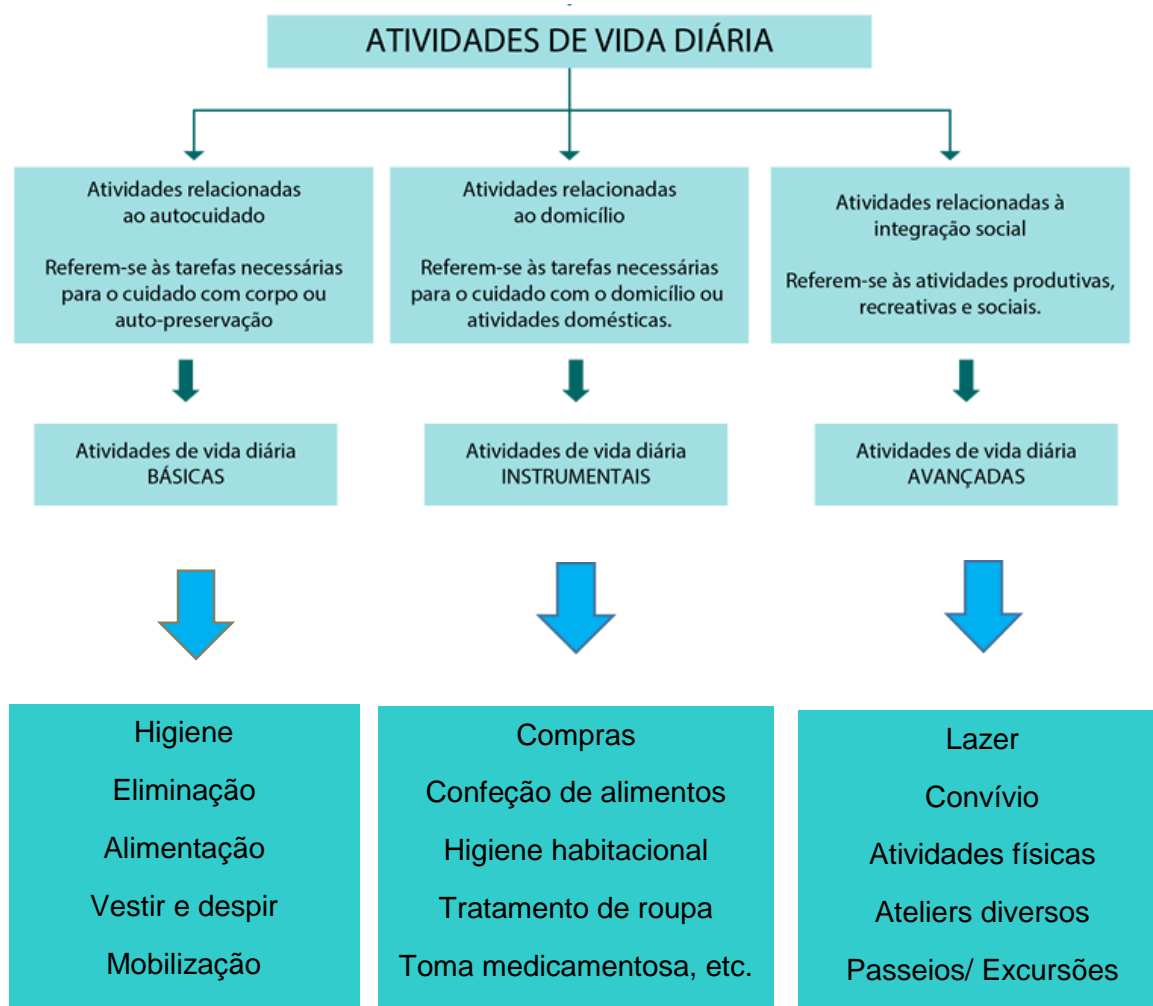 ATIVIDADES DE VIDA DIÁRIA
Atividades relacionadas
ao autocuidado
Referem-se às tarefas necessárias
para o cuidado com corpo ou
auto-preservação
Atividades relacionadas
ao domicílio
Referem-se às tarefas necessárias
para o cuidado com o domicílio ou
atividades domésticas.
Atividades relacionadas à
integração social
Referem-se às atividades produtivas,
recreativas e sociais.
Atividades de vida diária
BÁSICAS
Atividades de vida diária
INSTRUMENTAIS
Atividades de vida diária
AVANÇADAS
Higiene
Eliminação
Alimentação
Vestir e despir
Mobilização
Compras
Confeção de alimentos
Higiene habitacional
Tratamento de roupa
Toma medicamentosa, etc.
Lazer
Convívio
Atividades físicas
Ateliers diversos
Passeios/ Excursões